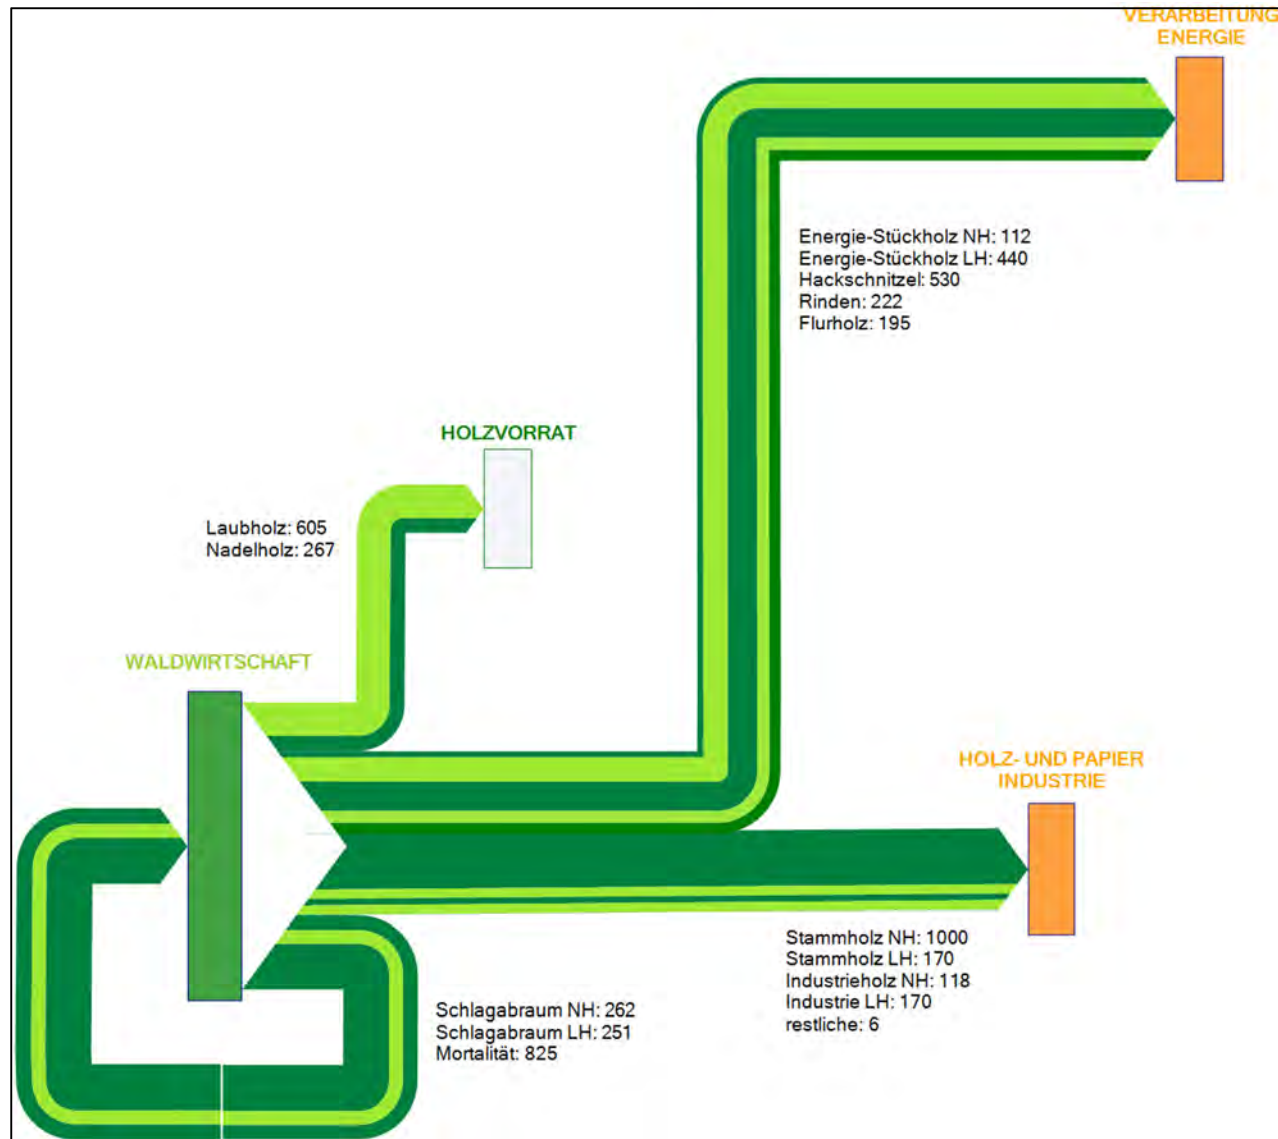 VERARBEITUNG
ENERGIE
Energie-Stückholz NH: 112
Energie-Stückholz LH: 440
Hackschnitzel: 530
Rinden: 222
Flurholz: 195
HOLZVORRAT
Laubholz: 605
Nadelholz: 267
WALDWIRTSCHAFT
HOLZ- UND PAPIER
INDUSTRIE
Stammholz NH: 1000
Stammholz LH: 170
Industrieholz NH: 118
Industrie LH: 170
restliche: 6
Schlagabraum NH: 262
Schlagabraum LH: 251
Mortalität: 825